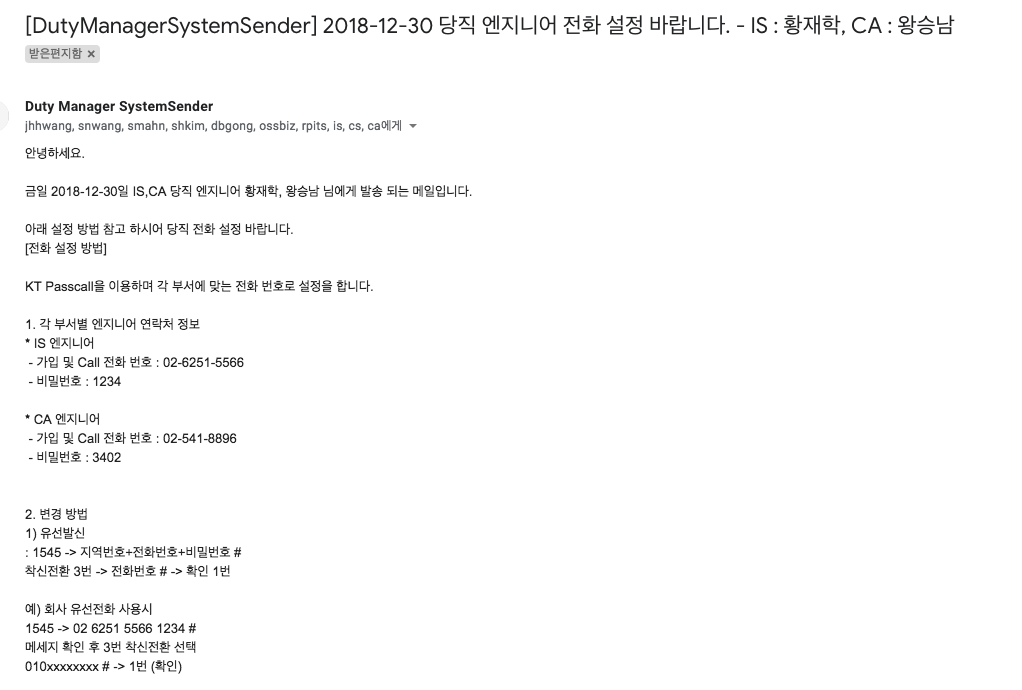 [DutyManagerSystemSender] 2018-12-30 당직 엔지니어 전화 설정 바랍니다. - IS : 황재학, CA : 왕승남
받은편지함 ×
Duty Manager SystemSender
jhhwang, snwang, smahn, shkim, dbgong, ossbiz, rpits, is, cs, ca에게
안녕하세요.
금일 2018-12-30일 IS,CA 당직 엔지니어 황재학, 왕승남 님에게 발송 되는 메일입니다.
아래 설정 방법 참고 하시어 당직 전화 설정 바랍니다.
[전화 설정 방법]
KT Passcall을 이용하며 각 부서에 맞는 전화 번호로 설정을 합니다.
1. 각 부서별 엔지니어 연락처 정보
* IS 엔지니어
- 가입 및 Call 전화 번호 : 02-6251-5566
- 비밀번호 : 1234
* CA 엔지니어
- 가입 및 Call 전화 번호 : 02-541-8896
- 비밀번호 : 3402
2. 변경 방법
1) 유선발신
: 1545 -> 지역번호+전화번호+비밀번호 #
착신전환 3번 -> 전화번호 # -> 확인 1번
예) 회사 유선전화 사용시
1545 -> 02 6251 5566 1234 #
메세지 확인 후 3번 착신전환 선택
010xxxxxxxx # -> 1번 (확인)